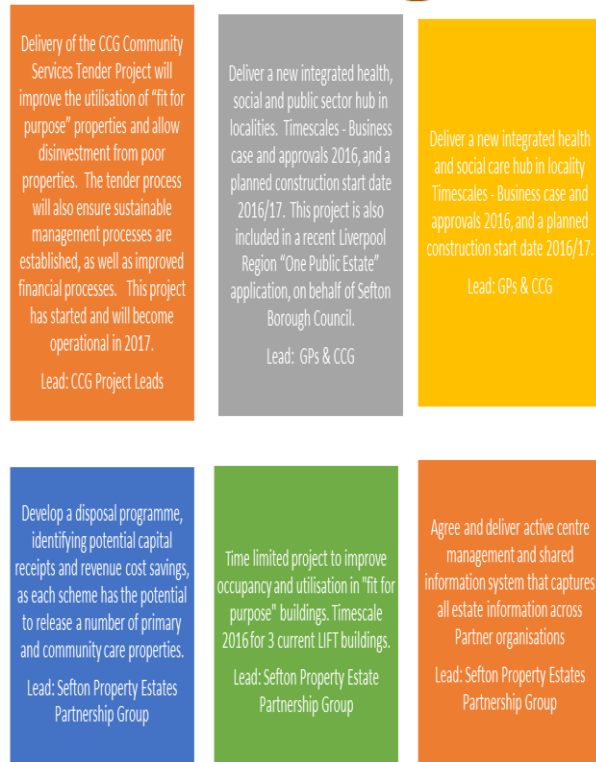 Delivery of the CCG Community
Services Tender Project will
improve the utilisation of “fit for
purpose” properties and allow
disinvestment from poor
properties. The tender process
will also ensure sustainable
management processes are
established, as well as improved
financial processes. This project
has started and will become
operational in 2017.
Lead: CCG Project Leads
Deliver a new integrated health,
social and public sector hub in
localities. Timescales - Business
case and approvals 2016, and a
planned construction start date
2016/17. This project is also
included in a recent Liverpool
Region “One Public Estate”
application, on behalf of Sefton
Borough Council.
Lead: GPs & CCG
Deliver a new integrated health
and social care hub in locality
Timescales - Business case and
approvals 2016, and a planned
construction start date 2016/17.
Lead: GPs & CCG
Develop a disposal programme,
identifying potential capital
receipts and revenue cost savings,
as each scheme has the potential
to release a number of primary
and community care properties.
Lead: Sefton Property Estates
Partnership Group
Time limited project to improve
occupancy and utilisation in "fit for
purpose" buildings. Timescale
2016 for 3 current LIFT buildings.
Lead: Sefton Property Estate
Partnership Group
Agree and deliver active centre
management and shared
information system that captures
all estate information across
Partner organisations
Lead: Sefton Property Estates
Partnership Group